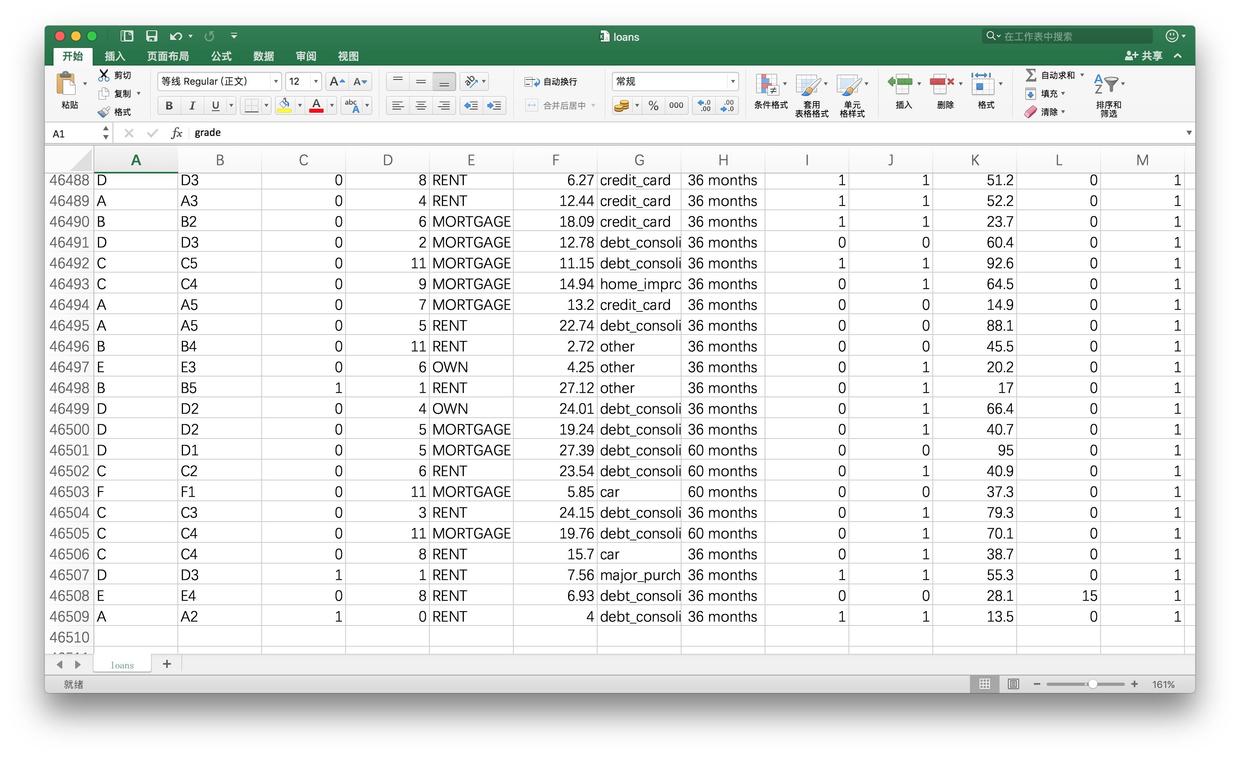 loans
在工作表中搜索
开始 插入 页面布局 公式 数据 审阅 视图
共享
粘贴
剪切
复制
格式
等线 Regular (正文) 12 A A
B I U A abc A
自动换行
合并后居中
常规
% 000 .0 .00 .00 .0
条件格式 套用 表格格式 单元 格样式
插入 删除 格式
自动求和
填充
清除
排序和 筛选
A1 fx grade
A B C D E F G H I J K L M
46488 D D3 0 8 RENT 6.27 credit_card 36 months 1 1 51.2 0 1
46489 A A3 0 4 RENT 12.44 credit_card 36 months 1 1 52.2 0 1
46490 B B2 0 6 MORTGAGE 18.09 credit_card 36 months 1 1 23.7 0 1
46491 D D3 0 2 MORTGAGE 12.78 debt_consoli 36 months 0 0 60.4 0 1
46492 C C5 0 11 MORTGAGE 11.15 debt_consoli 36 months 1 1 92.6 0 1
46493 C C4 0 9 MORTGAGE 14.94 home_impro 36 months 0 1 64.5 0 1
46494 A A5 0 7 MORTGAGE 13.2 credit_card 36 months 0 0 14.9 0 1
46495 A A5 0 5 RENT 22.74 debt_consoli 36 months 0 0 88.1 0 1
46496 B B4 0 11 RENT 2.72 other 36 months 0 0 45.5 0 1
46497 E E3 0 6 OWN 4.25 other 36 months 0 1 20.2 0 1
46498 B B5 1 1 RENT 27.12 other 36 months 0 1 17 0 1
46499 D D2 0 4 OWN 24.01 debt_consoli 36 months 0 1 66.4 0 1
46500 D D2 0 5 MORTGAGE 19.24 debt_consoli 36 months 0 1 40.7 0 1
46501 D D1 0 5 MORTGAGE 27.39 debt_consoli 60 months 0 0 95 0 1
46502 C C2 0 6 RENT 23.54 debt_consoli 60 months 0 1 40.9 0 1
46503 F F1 0 11 MORTGAGE 5.85 car 60 months 0 0 37.3 0 1
46504 C C3 0 3 RENT 24.15 debt_consoli 36 months 0 1 79.3 0 1
46505 C C4 0 11 MORTGAGE 19.76 debt_consoli 60 months 0 1 70.1 0 1
46506 C C4 0 8 RENT 15.7 car 36 months 0 1 38.7 0 1
46507 D D3 1 1 RENT 7.56 major_purch 36 months 1 1 55.3 0 1
46508 E E4 0 8 RENT 6.93 debt_consoli 36 months 0 0 28.1 15 1
46509 A A2 1 0 RENT 4 debt_consoli 36 months 1 1 13.5 0 1
46510
loans
就绪
161%